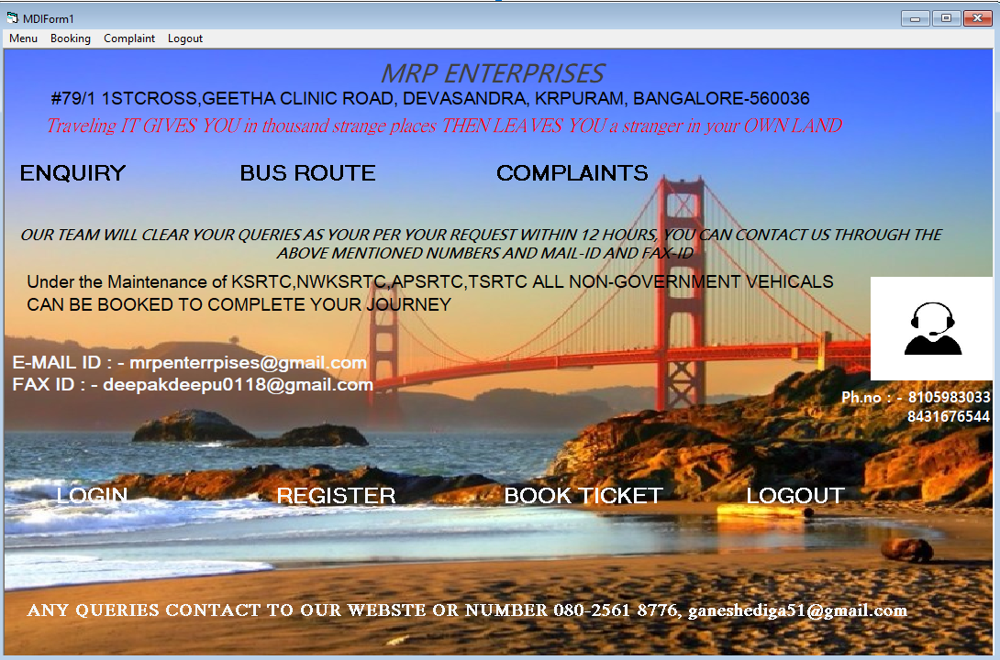 MDIForm1
Menu Booking Complaint Logout
MRP ENTERPRISES
#79/1 1STCROSS,GEETHA CLINIC ROAD, DEVASANDRA, KRPURAM, BANGALORE-560036
Traveling IT GIVES YOU in thousand strange places THEN LEAVES YOU a stranger in your OWN LAND
ENQUIRY BUS ROUTE COMPLAINTS
OUR TEAM WILL CLEAR YOUR QUERIES AS YOUR PER YOUR REQUEST WITHIN 12 HOURS, YOU CAN CONTACT US THROUGH THE
ABOVE MENTIONED NUMBERS AND MAIL-ID AND FAX-ID
Under the Maintenance of KSRTC,NWKSRTC,APSRTC,TSRTC ALL NON-GOVERNMENT VEHICALS
CAN BE BOOKED TO COMPLETE YOUR JOURNEY
E-MAIL ID : - mrpenterrpises@gmail.com
FAX ID : - deepakdeepu0118@gmail.com
Ph.no : - 8105983033
8431676544
LOGIN REGISTER BOOK TICKET LOGOUT
ANY QUERIES CONTACT TO OUR WEBSTE OR NUMBER 080-2561 8776, ganeshediga51@gmail.com